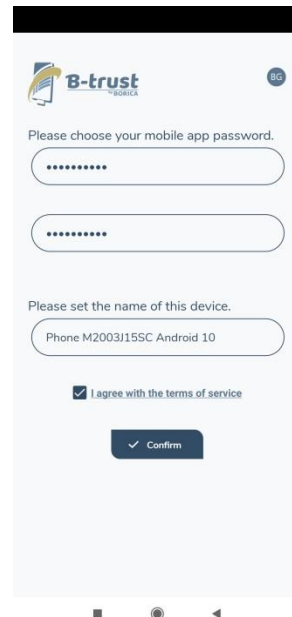 B-trust
BY BORICA
BG
Please choose your mobile app password.
••••••••••
••••••••••
Please set the name of this device.
Phone M2003J15SC Android 10
I agree with the terms of service
Confirm